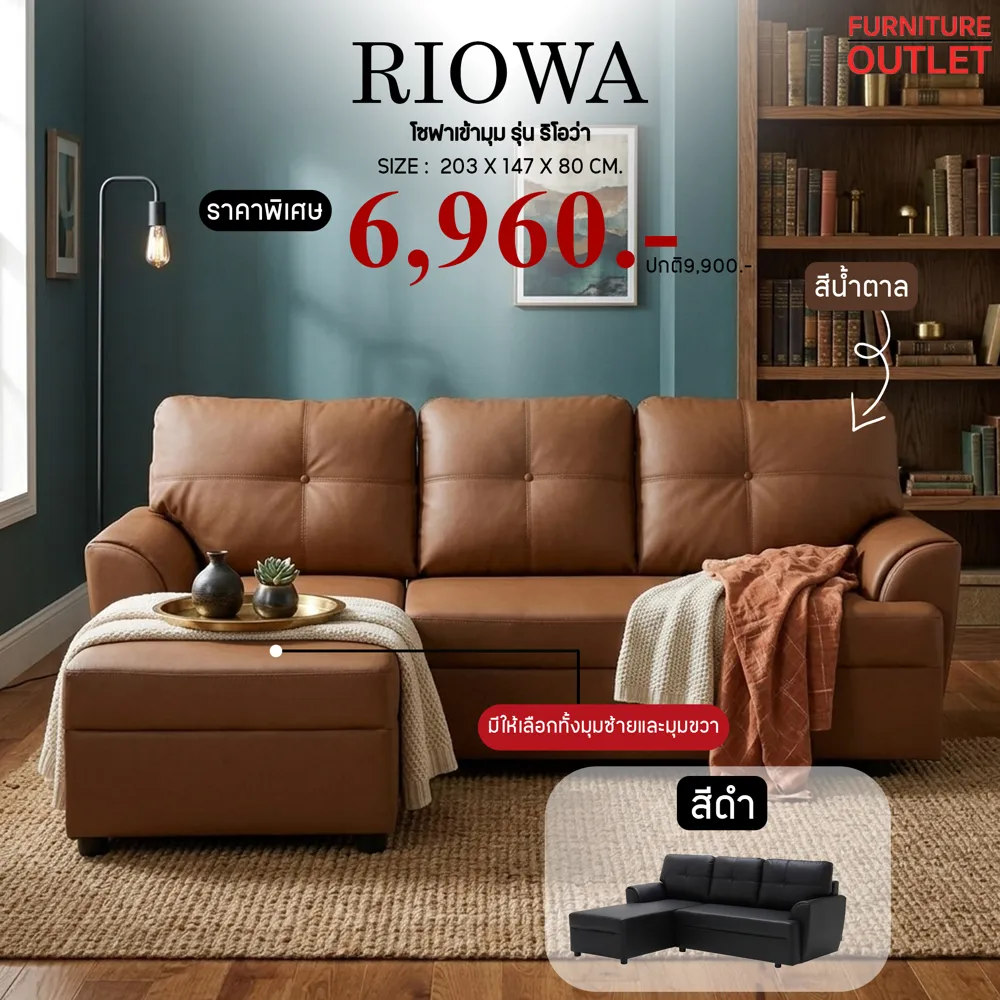 FURNITURE
OUTLET
RIOWA
โซฟาเข้ามุม รุ่น ริโอว่า
SIZE : 203 X 147 X 80 CM.
ราคาพิเศษ
6,960.-
ปกติ9,900.-
สีน้ำตาล
มีให้เลือกทั้งมุมซ้ายและมุมขวา
สีดำ